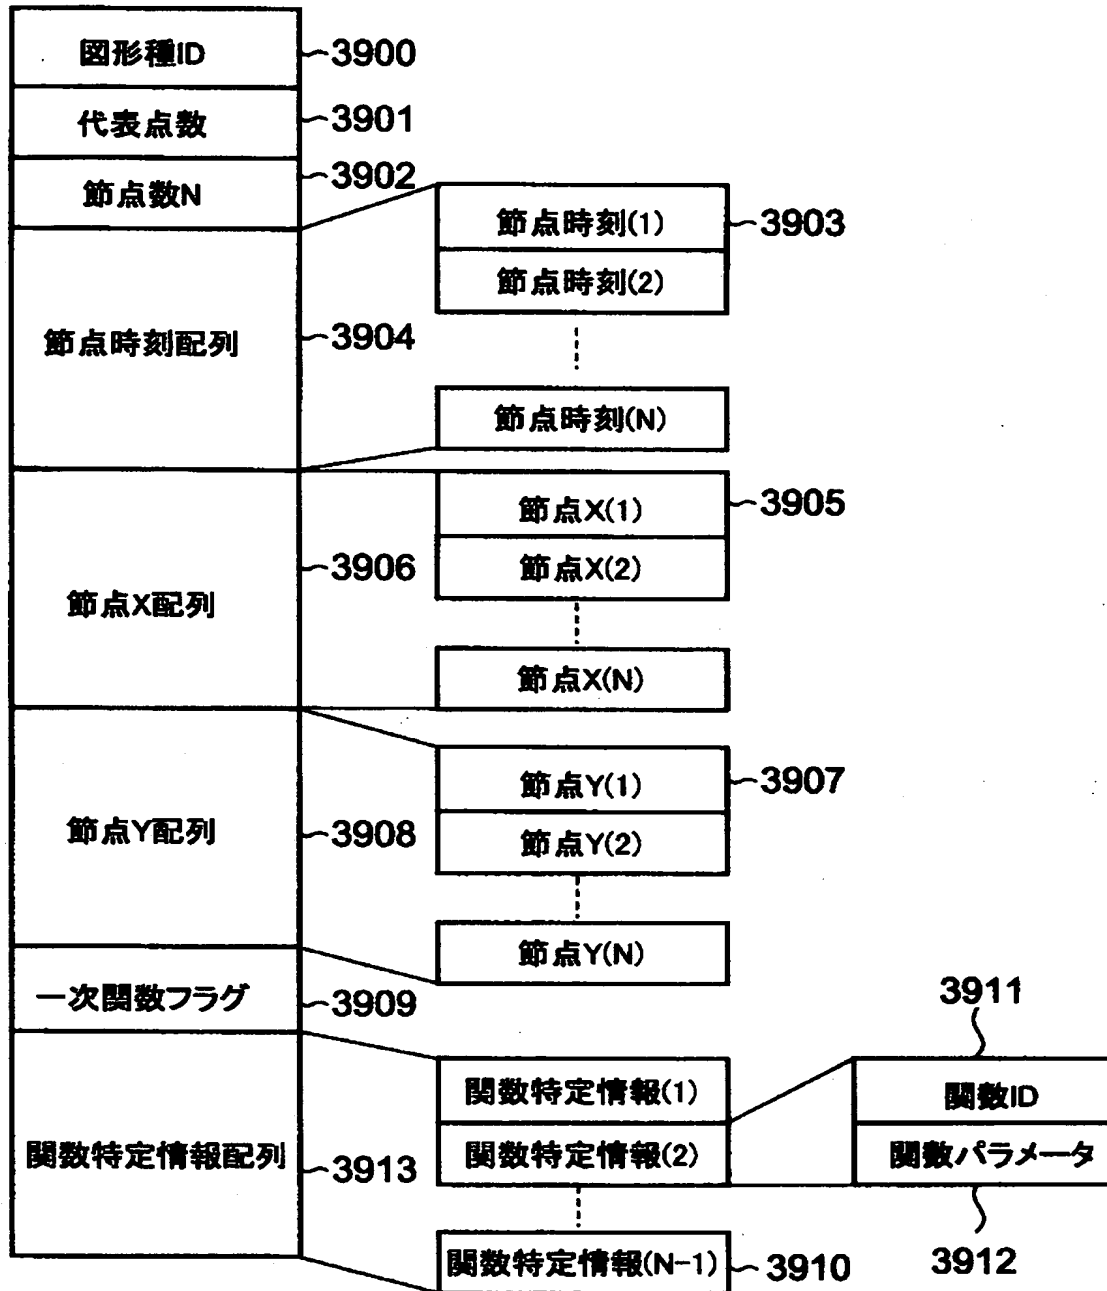 図形種ID
3900
代表点数
3901
節点数N
3902
節点時刻(1)
3903
節点時刻(2)
節点時刻配列
3904
節点時刻(N)
節点X(1)
3905
節点X(2)
3906
節点X配列
節点X(N)
節点Y(1)
3907
節点Y配列
3908
節点Y(2)
節点Y(N)
一次関数フラグ
3909
3911
関数特定情報(1)
関数ID
関数特定情報配列
3913
関数特定情報(2)
関数パラメータ
関数特定情報(N-1)
3910
3912